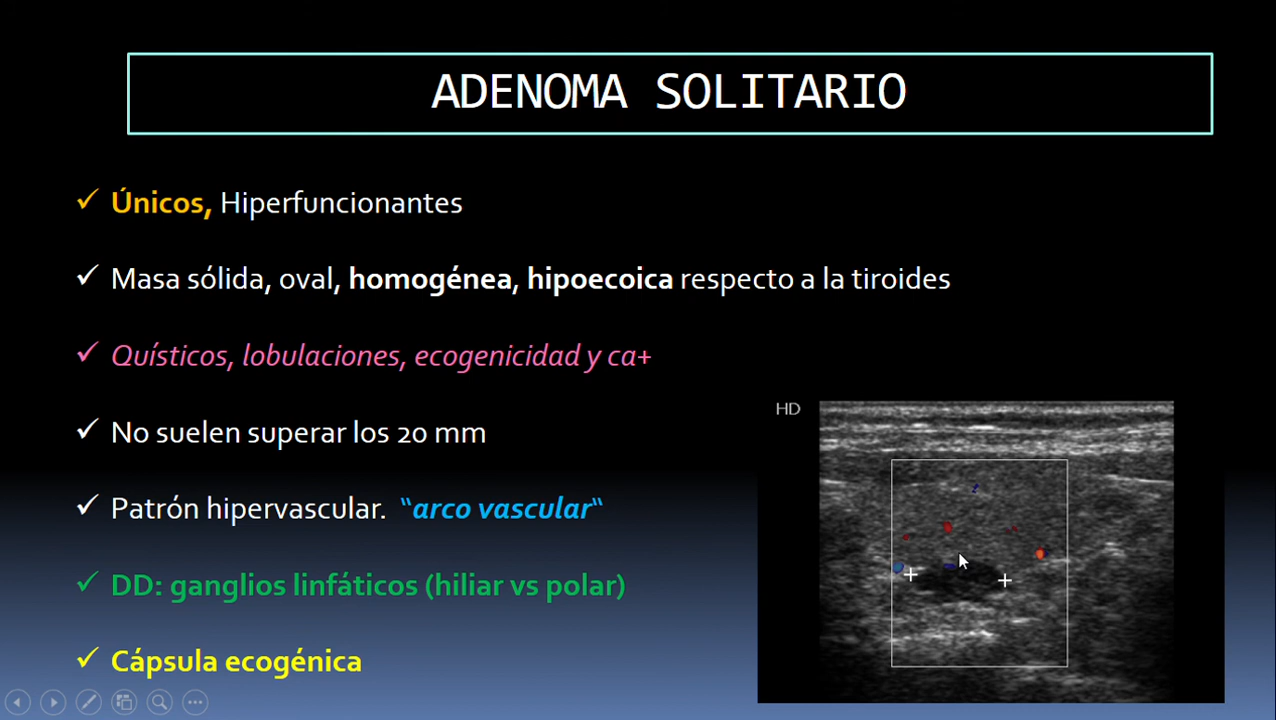 ADENOMA SOLITARIO
✓ Únicos, Hiperfuncionantes
✓ Masa sólida, oval, homogénea, hipoecoica respecto a la tiroides
✓ Quísticos, lobulaciones, ecogenicidad y ca+
✓ No suelen superar los 20 mm
✓ Patrón hipervascular. “arco vascular“
✓ DD: ganglios linfáticos (hiliar vs polar)
✓ Cápsula ecogénica
HD